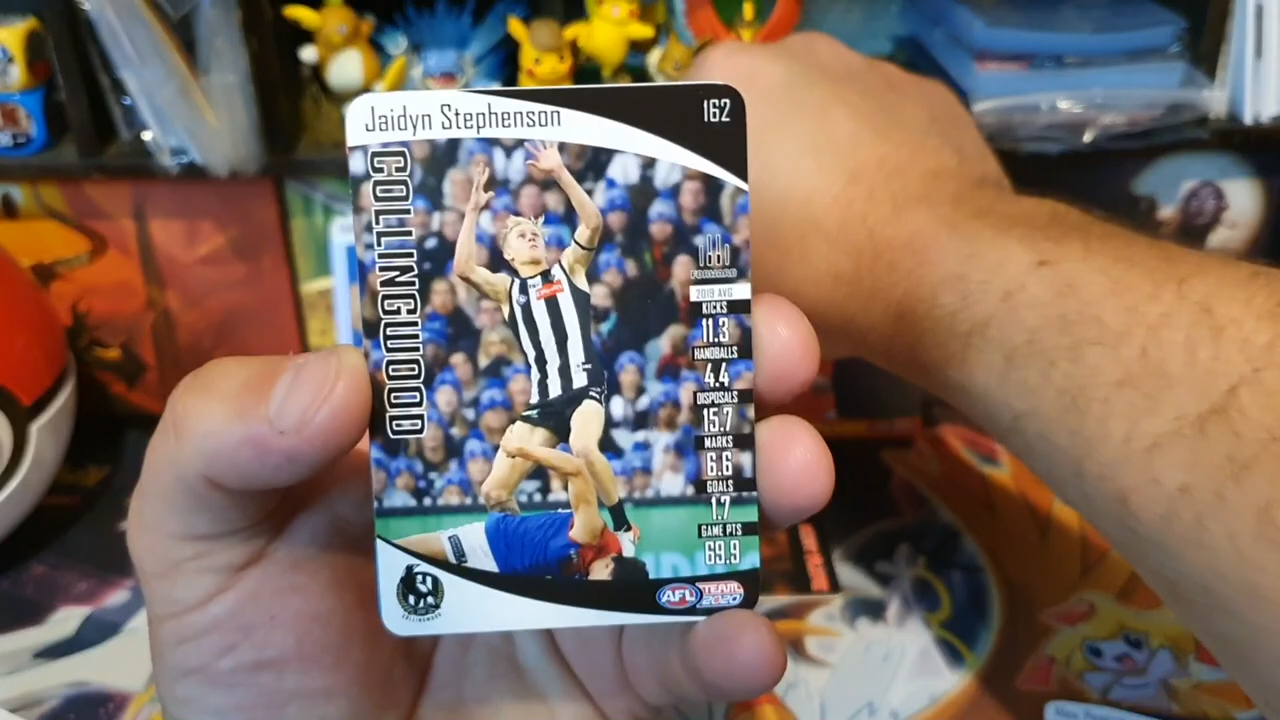 Jaidyn Stephenson
162
COLLINGWOOD
FORWARD
2019 AVG
KICKS
11.3
HANDBALLS
4.4
DISPOSALS
15.7
MARKS
6.6
GOALS
1.7
GAME PTS
69.9
COLLINGWOOD
AFL
TEAM
2020